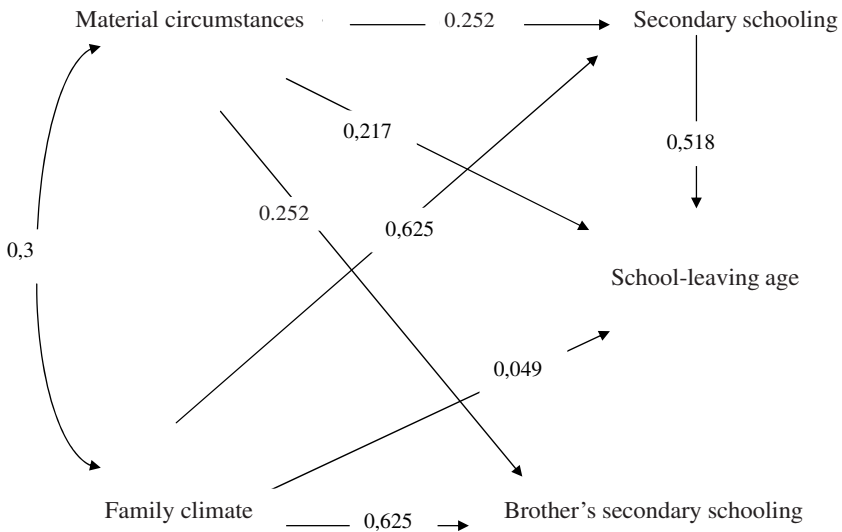 Material circumstances 0.252 Secondary schooling
0,217
0,518
0.252
0,625
0,3
School-leaving age
0,049
Family climate 0,625 Brother’s secondary schooling